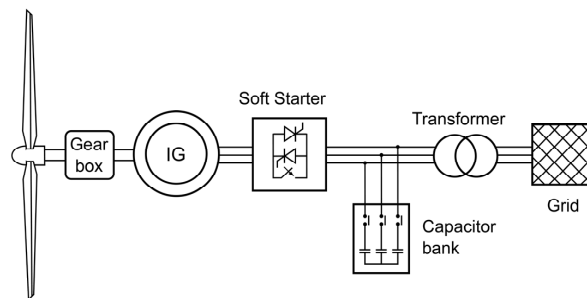 Soft Starter
Transformer
Gear
box
IG
Grid
Capacitor
bank